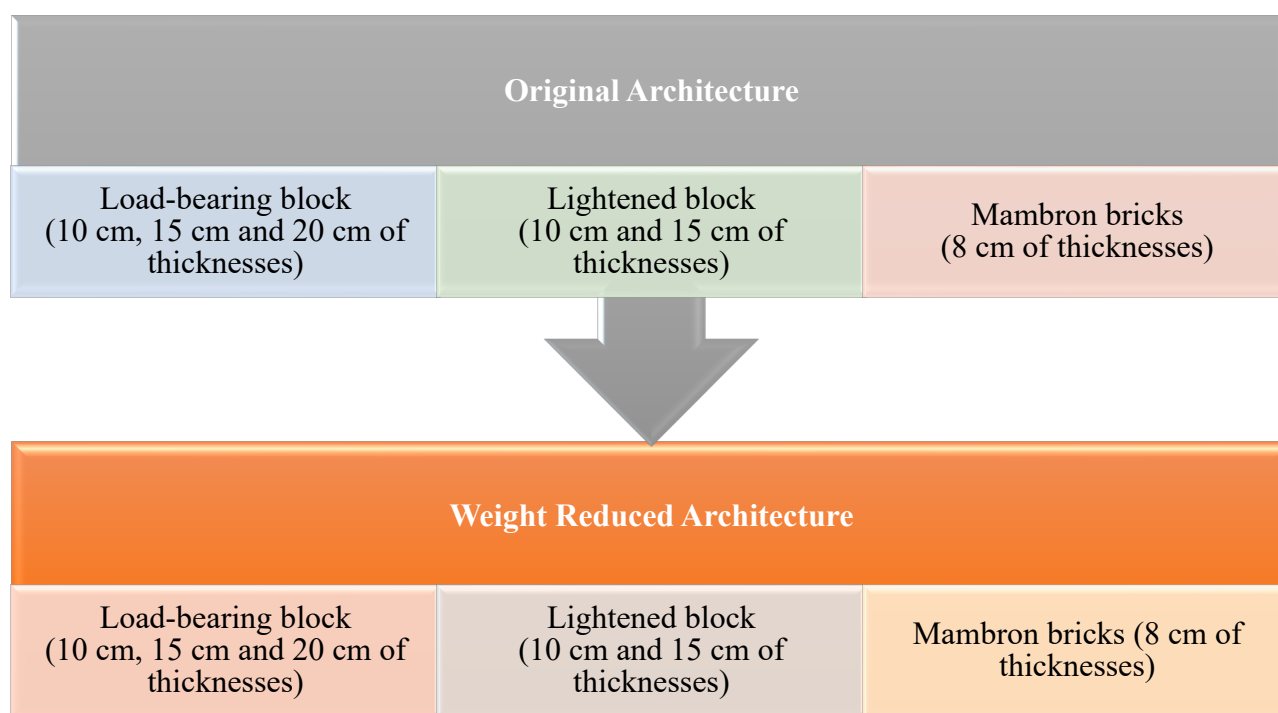 Original Architecture
Load-bearing block
(10 cm, 15 cm and 20 cm of
thicknesses)
Lightened block
(10 cm and 15 cm of
thicknesses)
Mambron bricks
(8 cm of thicknesses)
Weight Reduced Architecture
Load-bearing block
(10 cm, 15 cm and 20 cm of
thicknesses)
Lightened block
(10 cm and 15 cm of
thicknesses)
Mambron bricks (8 cm of
thicknesses)